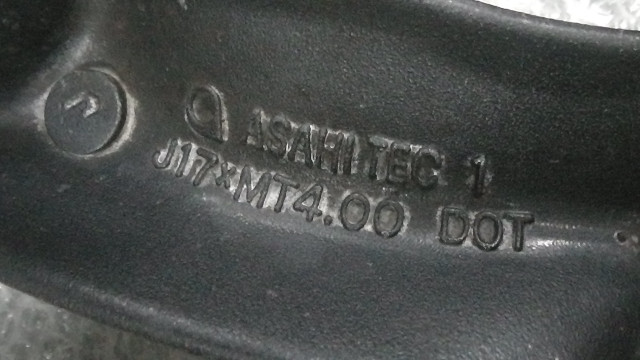 ASAHI TEC 1
J17×MT4.00 DOT